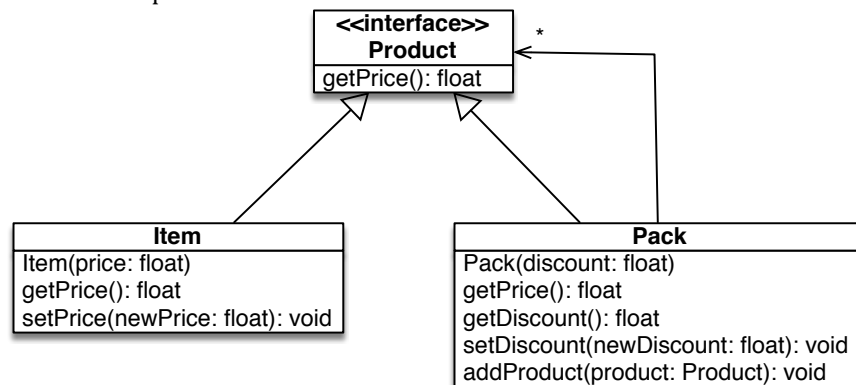 <<interface>>
Product
getPrice(): float
*
Item
Item(price: float)
getPrice(): float
setPrice(newPrice: float): void
Pack
Pack(discount: float)
getPrice(): float
getDiscount(): float
setDiscount(newDiscount: float): void
addProduct(product: Product): void